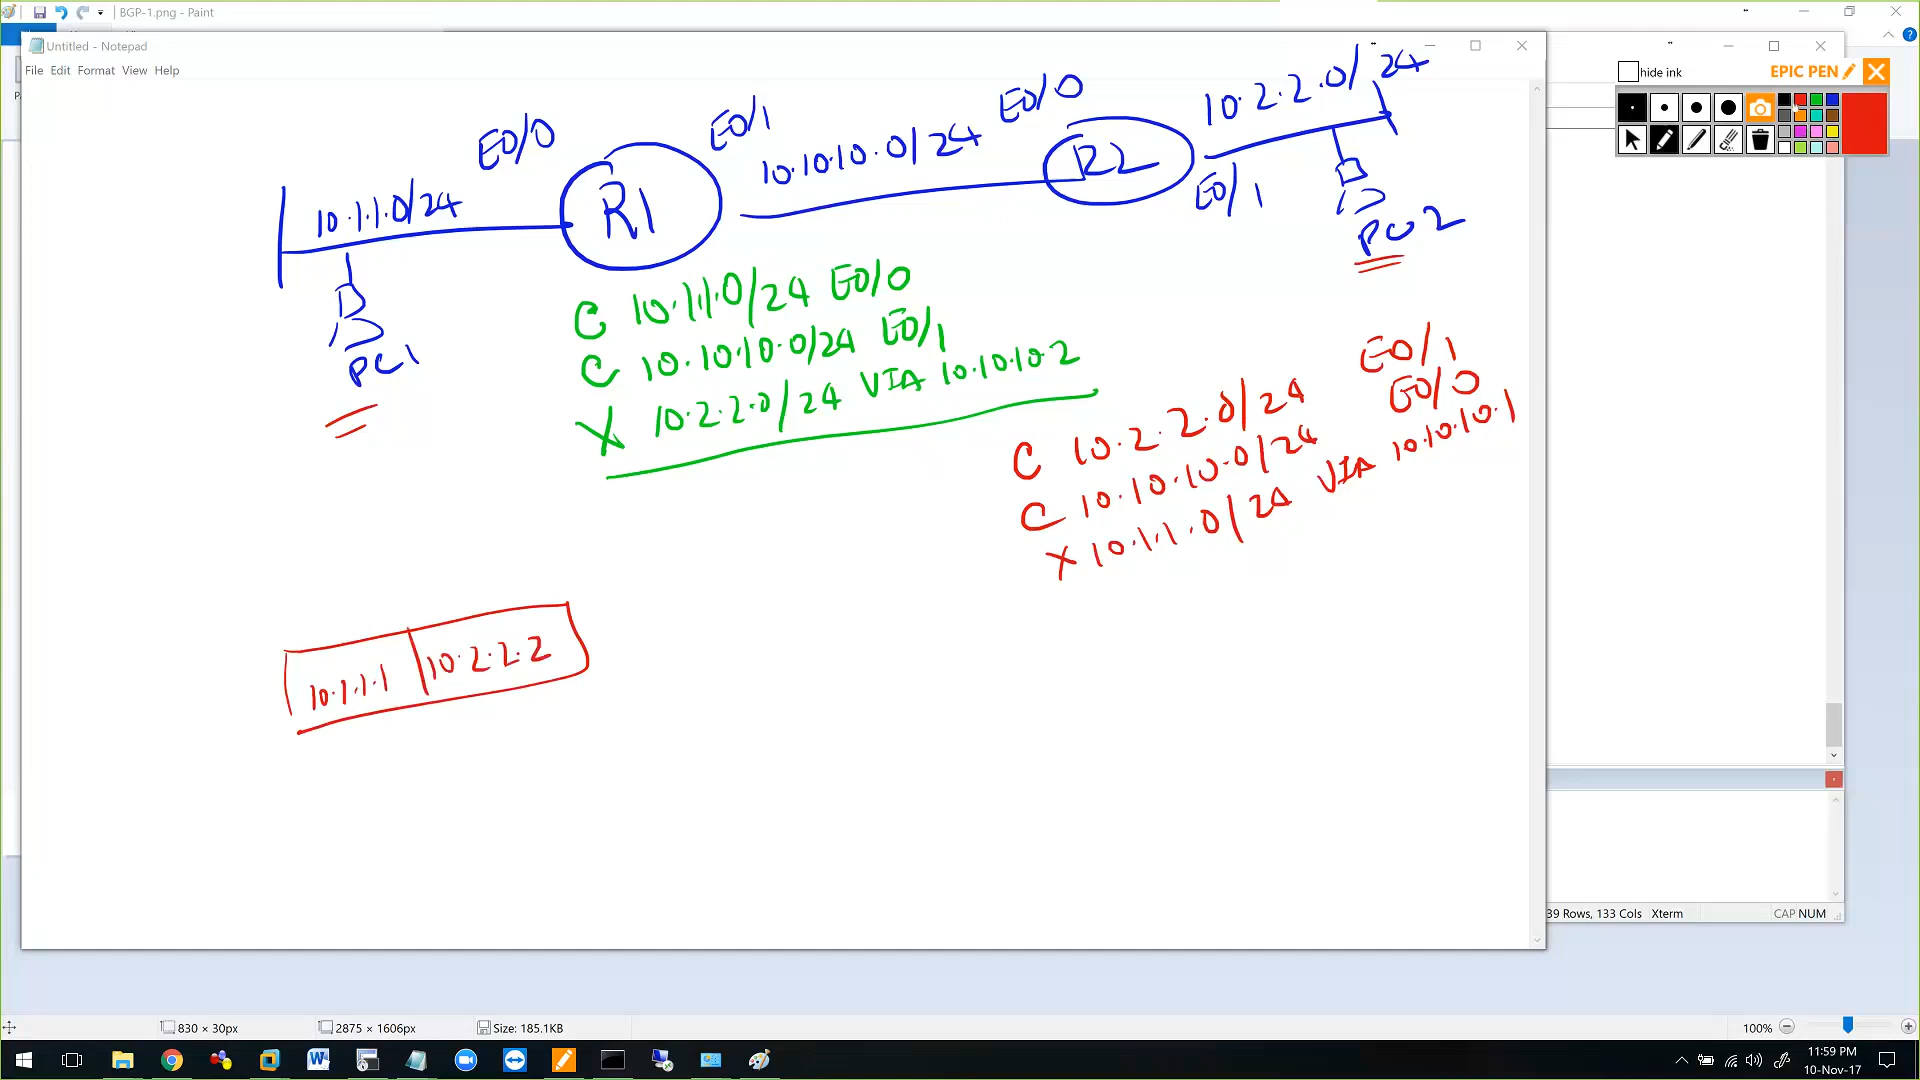 BGP-1.png - Paint
Untitled - Notepad
File Edit Format View Help
hide ink
EPIC PEN
E0/0
E0/1
E0/0
10.2.2.0/24
10.1.1.0/24
R1
10.10.10.0/24
R2
E0/1
PC1
PC2
C 10.1.1.0/24 E0/0
C 10.10.10.0/24 E0/1
X 10.2.2.0/24 VIA 10.10.10.2
C 10.2.2.0/24 E0/1
C 10.10.10.0/24 E0/0
X 10.1.1.0/24 VIA 10.10.10.1
10.1.1.1 10.2.2.2
39 Rows, 133 Cols Xterm CAP NUM
830 × 30px 2875 × 1606px Size: 185.1KB 100%
11:59 PM
10-Nov-17